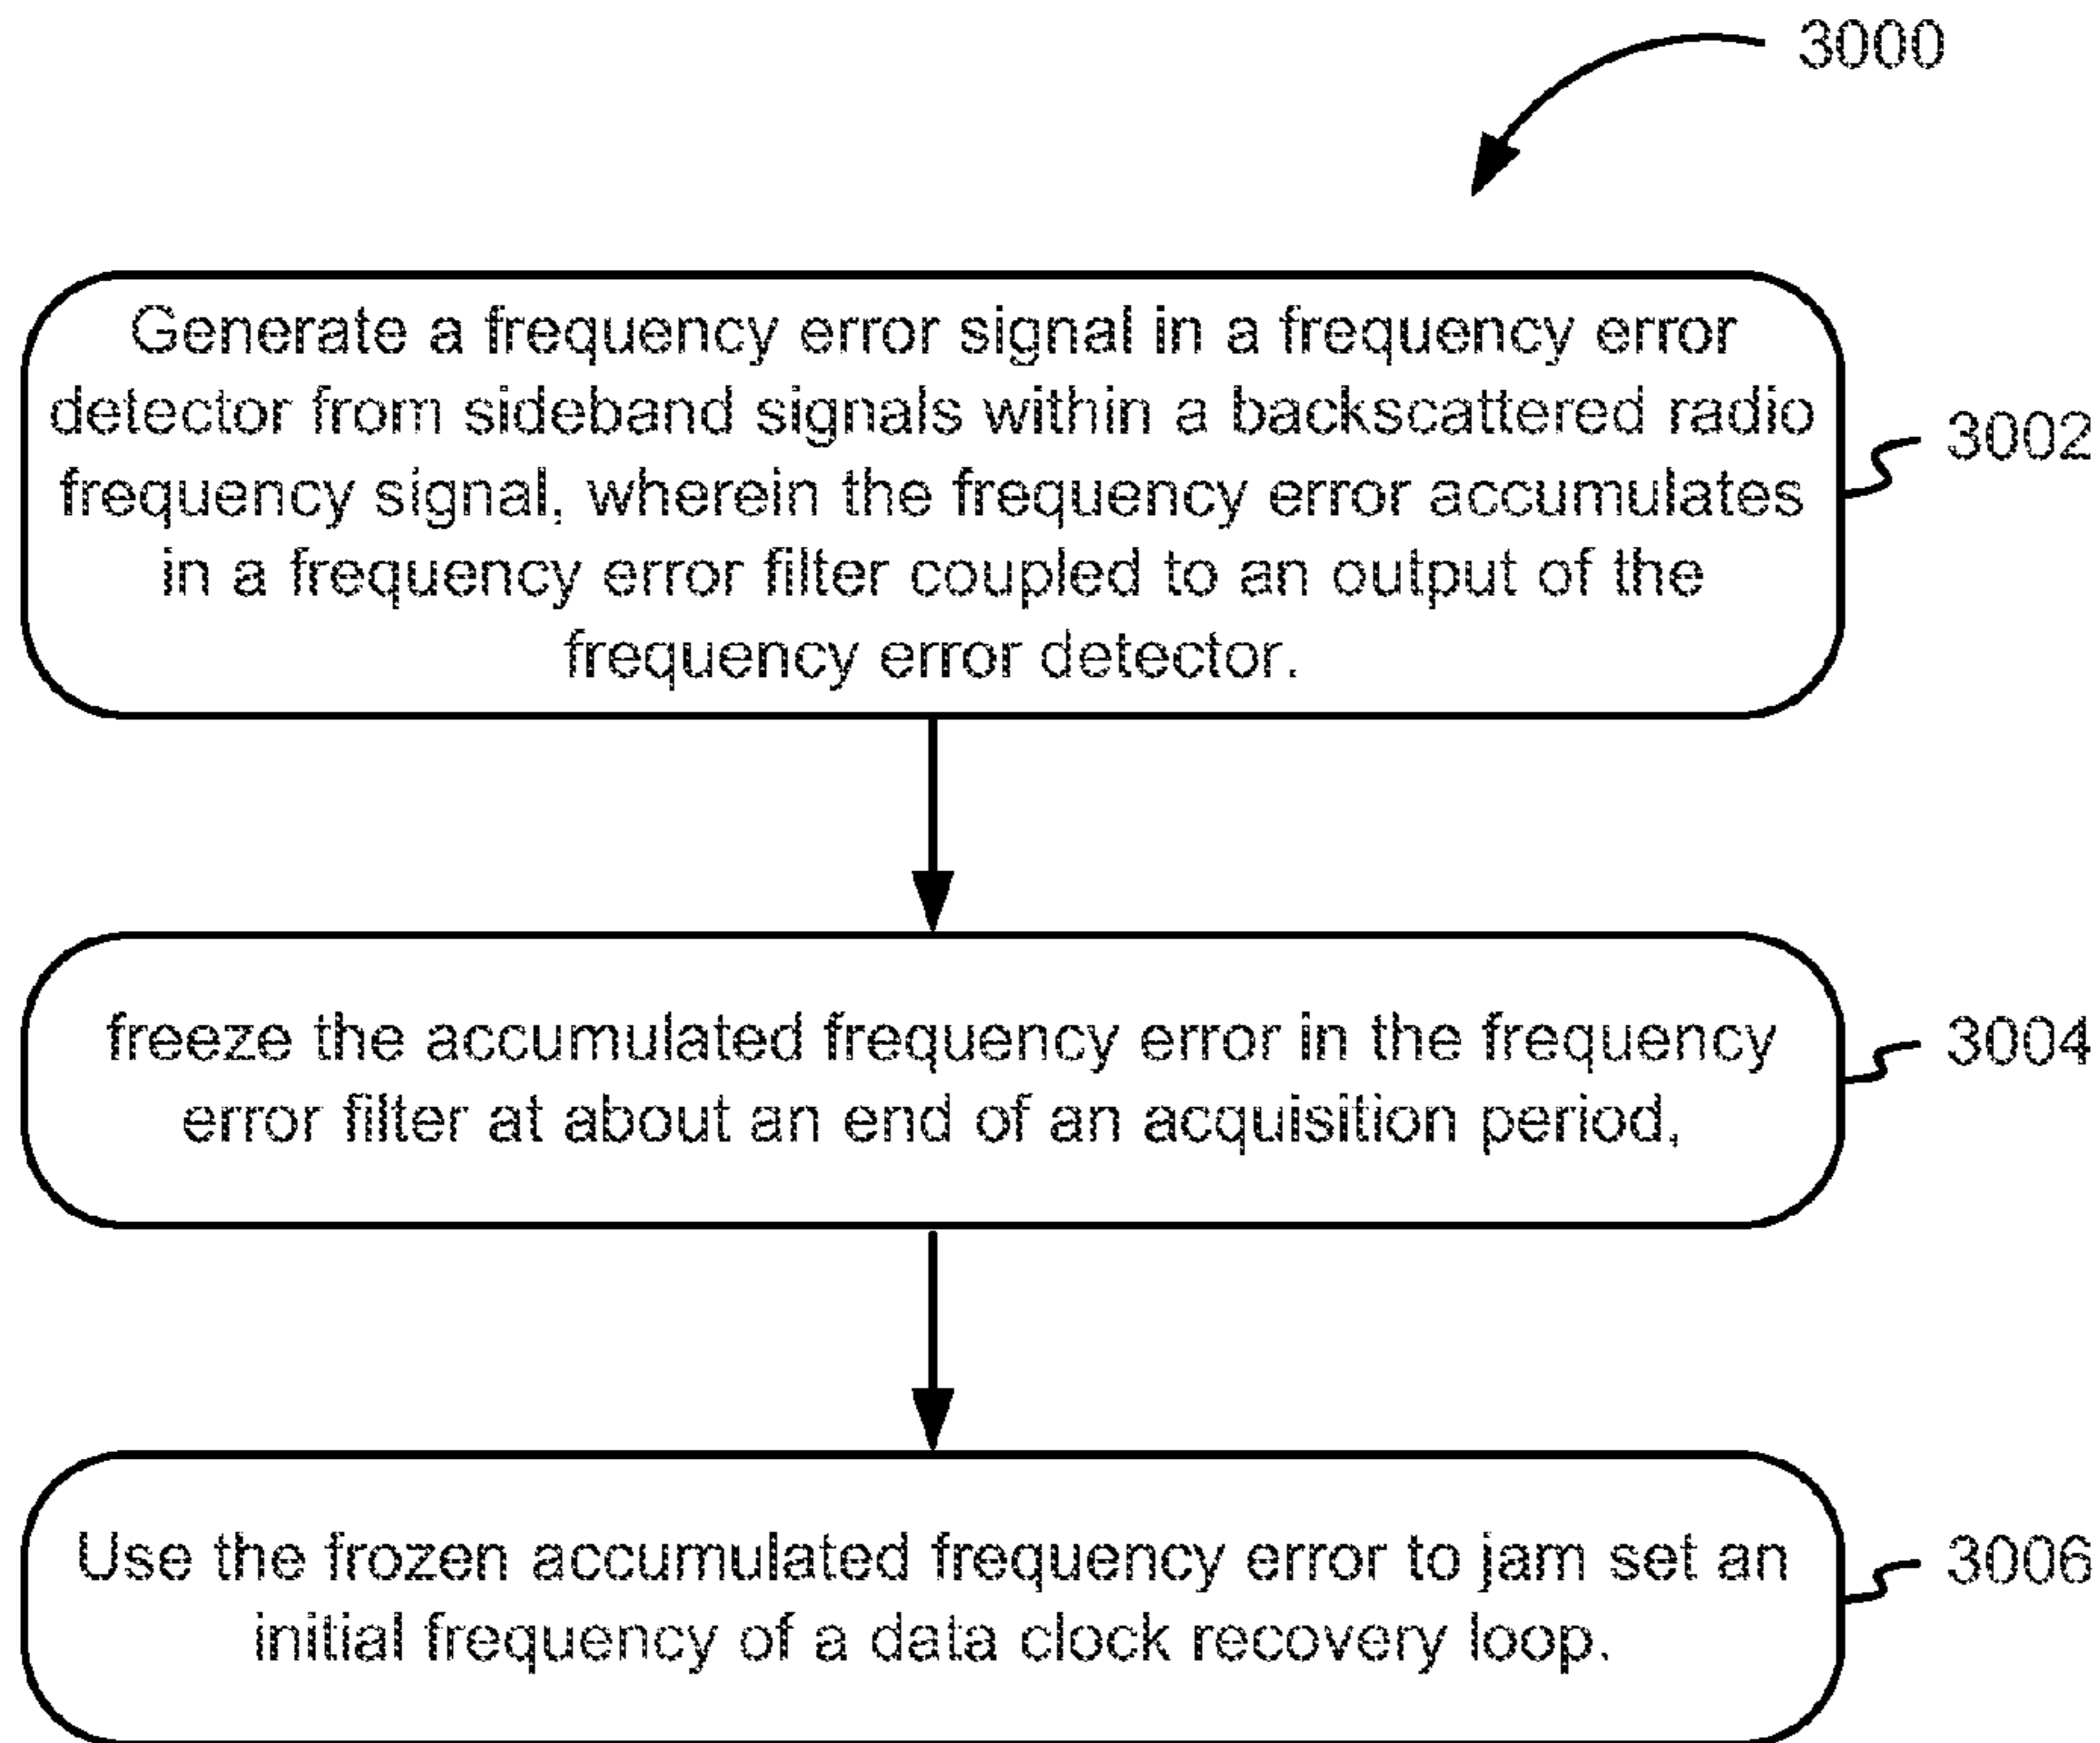 3000
Generate a frequency error signal in a frequency error
detector from sideband signals within a backscattered radio
frequency signal, wherein the frequency error accumulates
in a frequency error filter coupled to an output of the
frequency error detector.
3002
freeze the accumulated frequency error in the frequency
error filter at about an end of an acquisition period,
3004
Use the frozen accumulated frequency error to jam set an
initial frequency of a data clock recovery loop.
3006